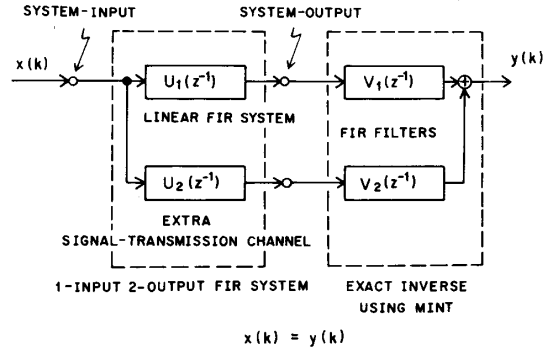 SYSTEM-INPUT
SYSTEM-OUTPUT
x(k)
U₁(z⁻¹)
V₁(z⁻¹)
y(k)
LINEAR FIR SYSTEM
FIR FILTERS
U₂(z⁻¹)
V₂(z⁻¹)
EXTRA
SIGNAL-TRANSMISSION CHANNEL
1-INPUT 2-OUTPUT FIR SYSTEM
EXACT INVERSE
USING MINT
x(k) = y(k)